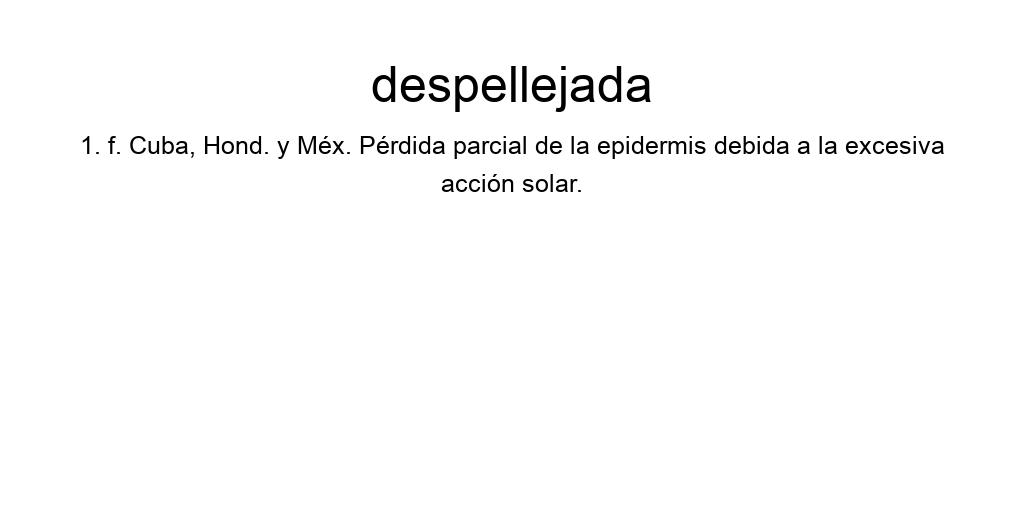 despellejada
1. f. Cuba, Hond. y Méx. Pérdida parcial de la epidermis debida a la excesiva
acción solar.